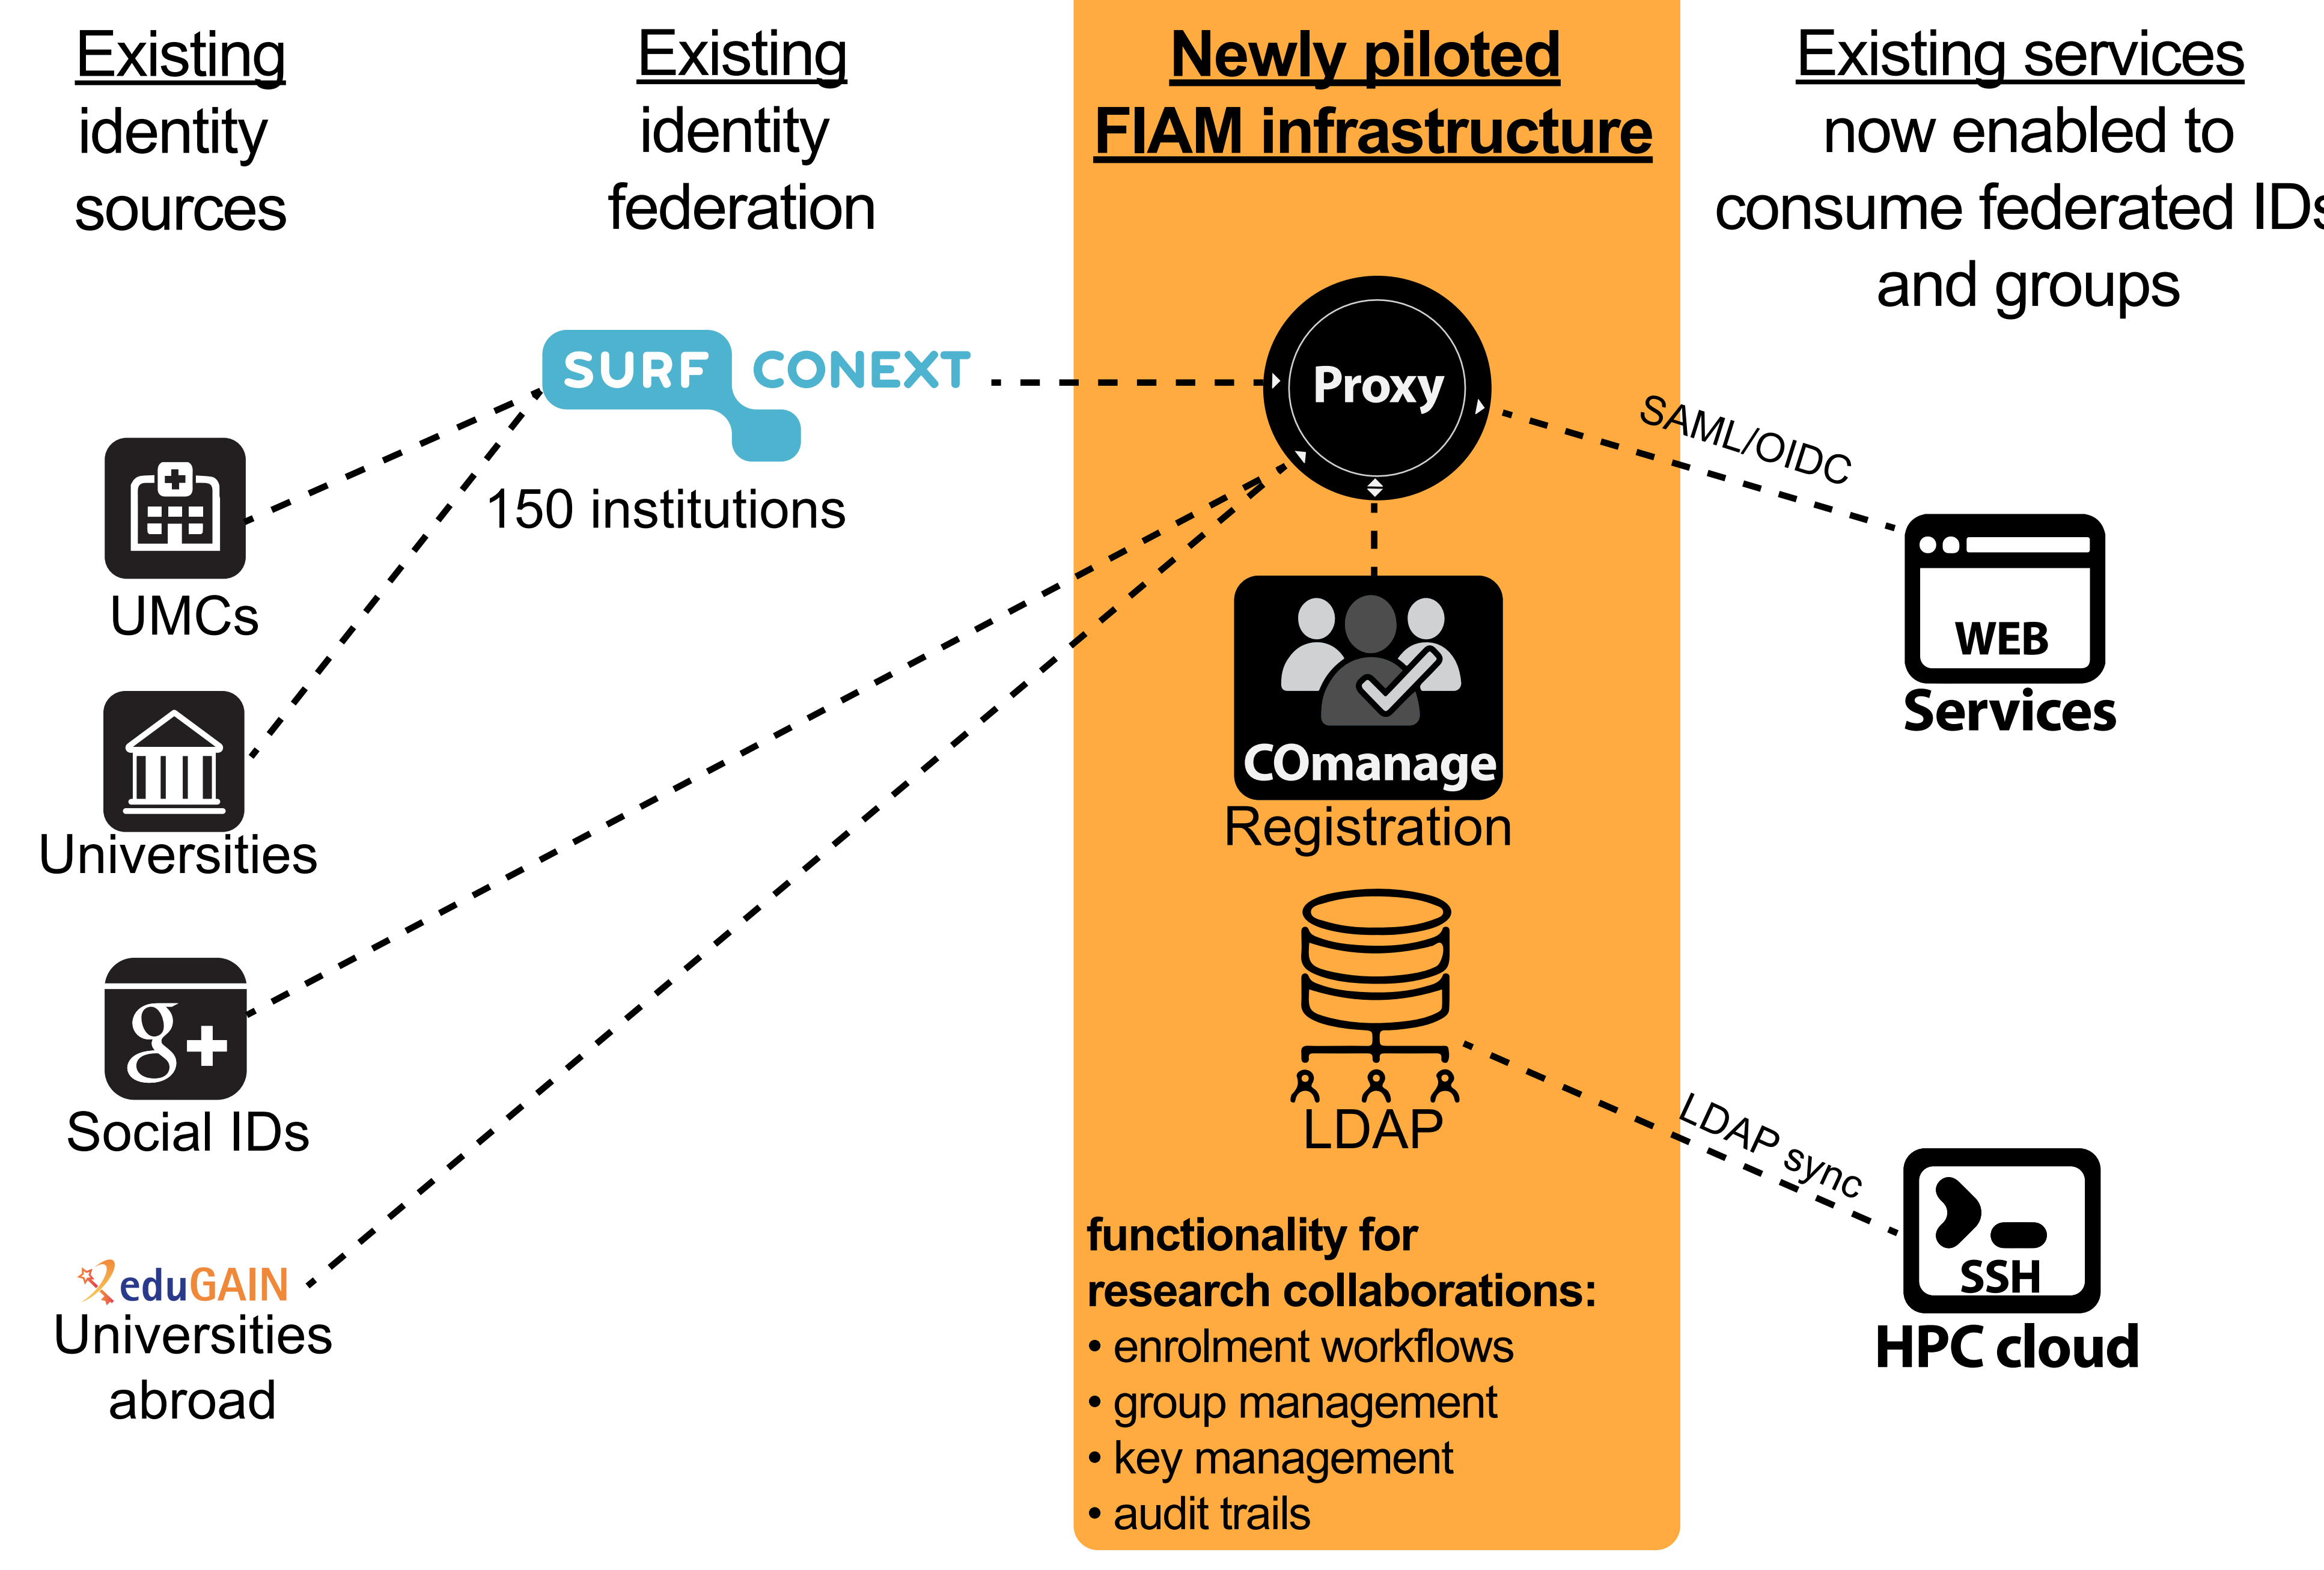 Existing
identity
sources
Existing
identity
federation
Newly piloted
FIAM infrastructure
Existing services
now enabled to
consume federated IDs
and groups
SURF CONEXT
150 institutions
Proxy
SAML/OIDC
UMCs
WEB
Services
COmanage
Registration
Universities
g+
Social IDs
LDAP
LDAP sync
SSH
HPC cloud
eduGAIN
Universities
abroad
functionality for
research collaborations:
• enrolment workflows
• group management
• key management
• audit trails